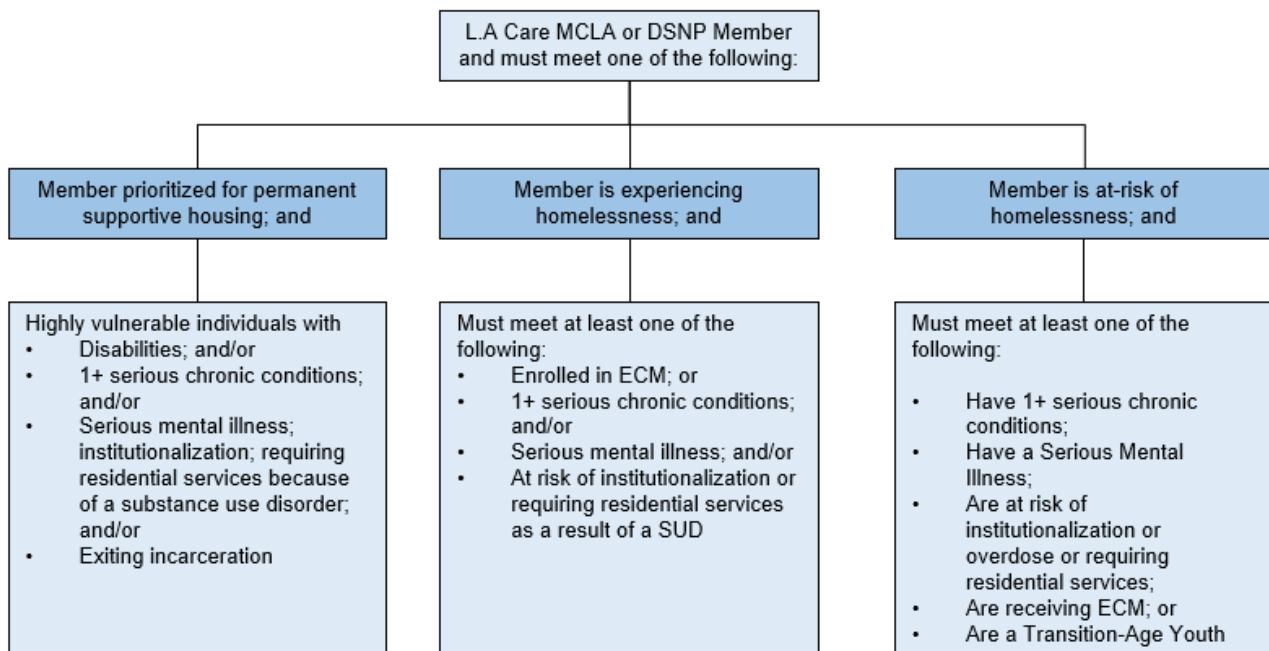 L.A Care MCLA or DSNP Member
and must meet one of the following:
Member prioritized for permanent
supportive housing; and
Highly vulnerable individuals with
• Disabilities; and/or
• 1+ serious chronic conditions;
and/or
• Serious mental illness;
institutionalization; requiring
residential services because
of a substance use disorder;
and/or
• Exiting incarceration
Member is experiencing
homelessness; and
Must meet at least one of the
following:
• Enrolled in ECM; or
• 1+ serious chronic conditions;
and/or
• Serious mental illness; and/or
• At risk of institutionalization or
requiring residential services
as a result of a SUD
Member is at-risk of
homelessness; and
Must meet at least one of the
following:
• Have 1+ serious chronic
conditions;
• Have a Serious Mental
Illness;
• Are at risk of
institutionalization or
overdose or requiring
residential services;
• Are receiving ECM; or
• Are a Transition-Age Youth